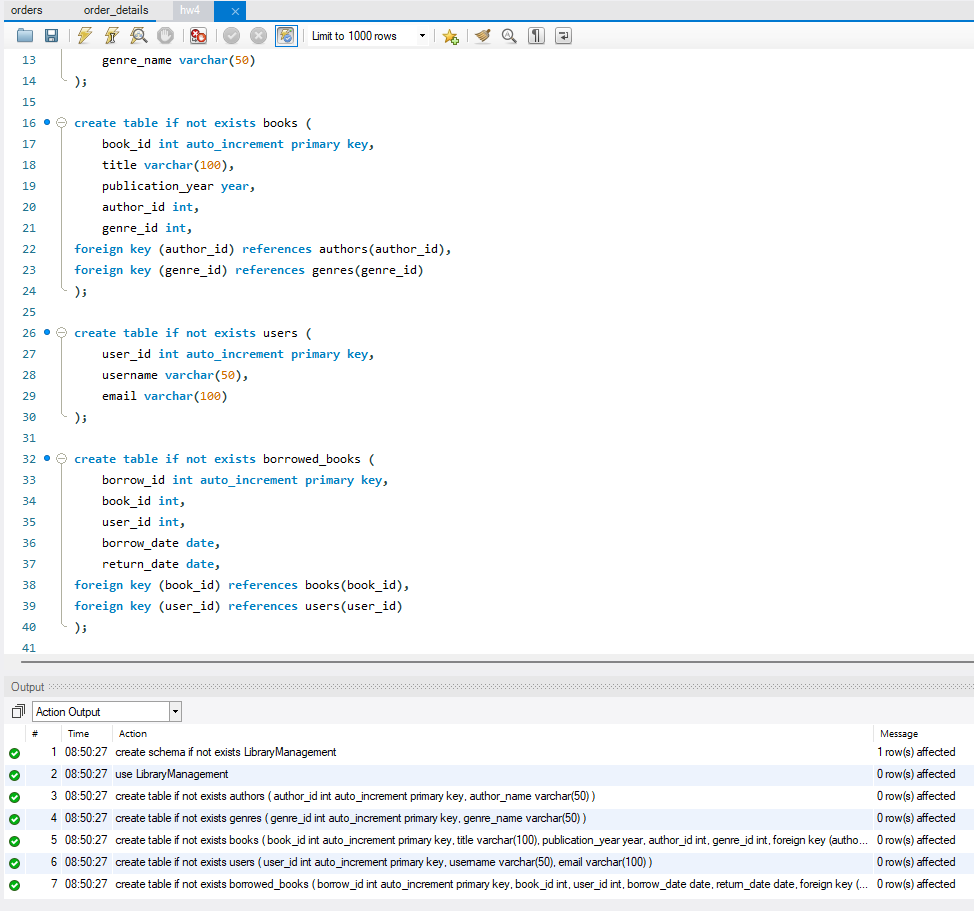 orders order_details hw4
Limit to 1000 rows
13 genre_name varchar(50)
14 );
15
16 create table if not exists books (
17 book_id int auto_increment primary key,
18 title varchar(100),
19 publication_year year,
20 author_id int,
21 genre_id int,
22 foreign key (author_id) references authors(author_id),
23 foreign key (genre_id) references genres(genre_id)
24 );
25
26 create table if not exists users (
27 user_id int auto_increment primary key,
28 username varchar(50),
29 email varchar(100)
30 );
31
32 create table if not exists borrowed_books (
33 borrow_id int auto_increment primary key,
34 book_id int,
35 user_id int,
36 borrow_date date,
37 return_date date,
38 foreign key (book_id) references books(book_id),
39 foreign key (user_id) references users(user_id)
40 );
41
Output
Action Output
# Time Action Message
1 08:50:27 create schema if not exists LibraryManagement 1 row(s) affected
2 08:50:27 use LibraryManagement 0 row(s) affected
3 08:50:27 create table if not exists authors ( author_id int auto_increment primary key, author_name varchar(50) ) 0 row(s) affected
4 08:50:27 create table if not exists genres ( genre_id int auto_increment primary key, genre_name varchar(50) ) 0 row(s) affected
5 08:50:27 create table if not exists books ( book_id int auto_increment primary key, title varchar(100), publication_year year, author_id int, genre_id int, foreign key (autho... 0 row(s) affected
6 08:50:27 create table if not exists users ( user_id int auto_increment primary key, username varchar(50), email varchar(100) ) 0 row(s) affected
7 08:50:27 create table if not exists borrowed_books ( borrow_id int auto_increment primary key, book_id int, user_id int, borrow_date date, return_date date, foreign key (... 0 row(s) affected